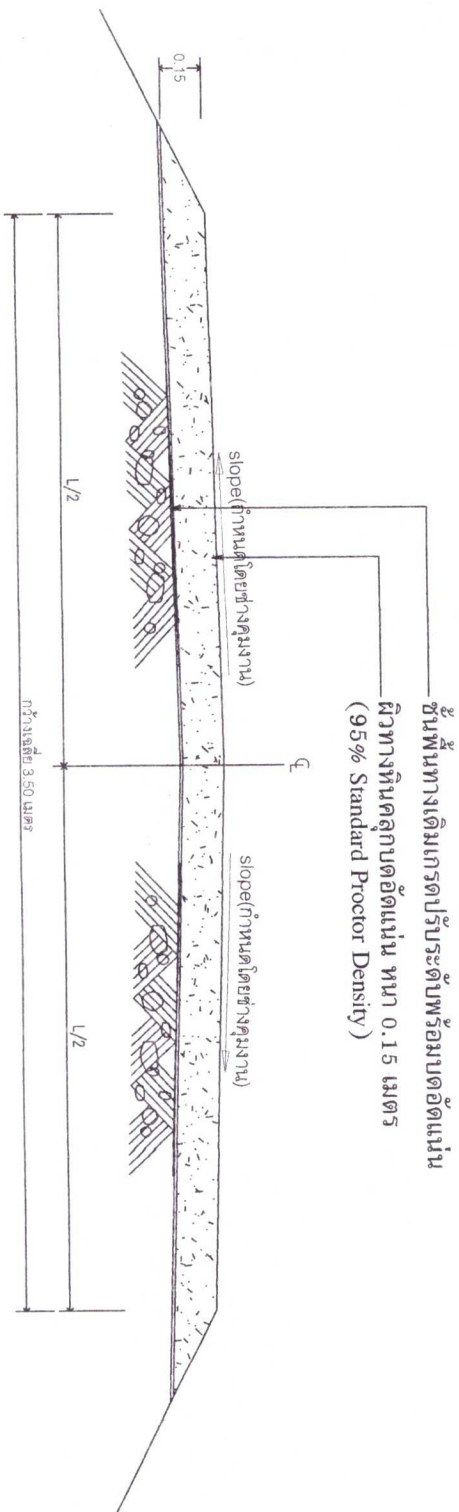 ชั้นพื้นทางเดิมเกรดปรับระดับพร้อมบดอัดแน่น
ผิวทางหินคลุกบดอัดแน่น หนา 0.15 เมตร
(95% Standard Proctor Density)
℄
slope(กำหนดโดยช่างคุมงาน)
slope(กำหนดโดยช่างคุมงาน)
0.15
L/2
L/2
กว้างเฉลี่ย 3.50 เมตร